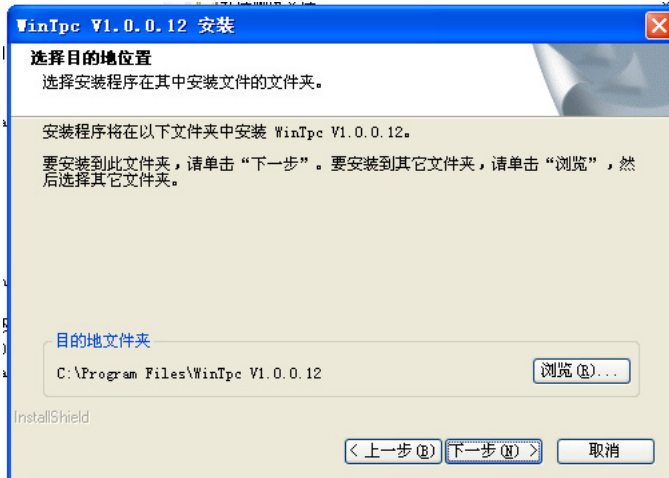 WinTpc V1.0.0.12 安装
选择目的地位置
选择安装程序在其中安装文件的文件夹。
安装程序将在以下文件夹中安装 WinTpc V1.0.0.12。
要安装到此文件夹，请单击“下一步”。要安装到其它文件夹，请单击“浏览”，然
后选择其它文件夹。
目的地文件夹
C:\Program Files\WinTpc V1.0.0.12
浏览(R)...
InstallShield
< 上一步(B)
下一步(N) >
取消